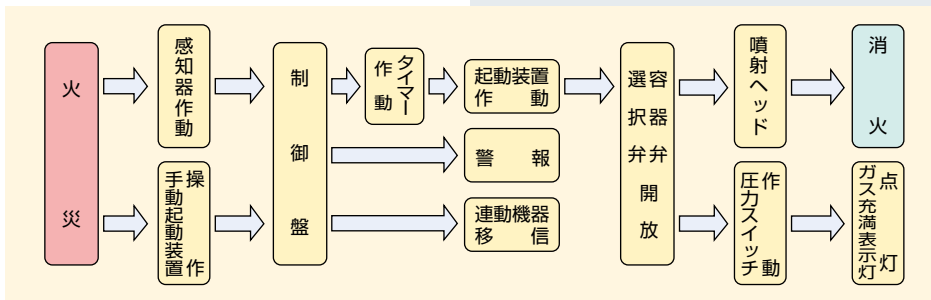 火災
感知器作動
手動起動装置
操作
制御盤
タイマー
作動
起動装置
作動
警報
連動機器
移信
容器弁
選択弁
開放
噴射ヘッド
圧力スイッチ
作動
消火
ガス充満表示灯
点灯